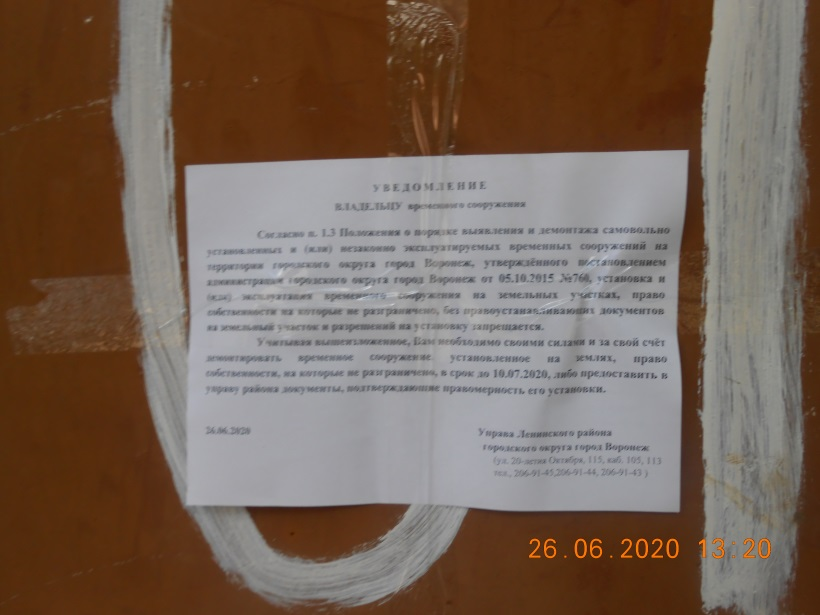 УВЕДОМЛЕНИЕ
ВЛАДЕЛЬЦУ временного сооружения
Согласно п. 1.3 Положения о порядке выявления и демонтажа самовольно
установленных и (или) незаконно эксплуатируемых временных сооружений на
территории городского округа город Воронеж, утверждённого постановлением
администрации городского округа город Воронеж от 05.10.2015 №760, установка и
(или) эксплуатация временного сооружения на земельных участках, право
собственности на которые не разграничено, без правоустанавливающих документов
на земельный участок и разрешений на установку запрещается.
Учитывая вышеизложенное, Вам необходимо своими силами и за свой счёт
демонтировать временное сооружение, установленное на землях, право
собственности, на которые не разграничено, в срок до 10.07.2020, либо предоставить в
управу района документы, подтверждающие правомерность его установки.
26.06.2020
Управа Ленинского района
городского округа город Воронеж
(ул. 20-летия Октября, 115, каб. 105, 113
тел., 206-91-45,206-91-44, 206-91-43 )
26.06.2020 13:20